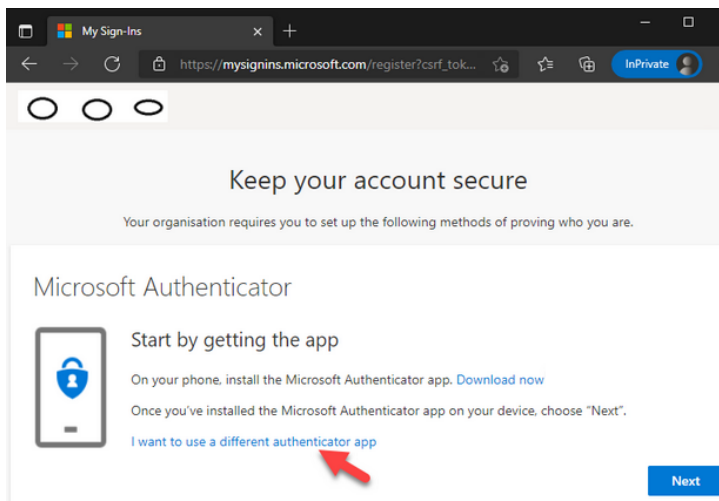 My Sign-Ins
https://mysignins.microsoft.com/register?csrf_tok...
InPrivate
Keep your account secure
Your organisation requires you to set up the following methods of proving who you are.
Microsoft Authenticator
Start by getting the app
On your phone, install the Microsoft Authenticator app. Download now
Once you've installed the Microsoft Authenticator app on your device, choose "Next".
I want to use a different authenticator app
Next